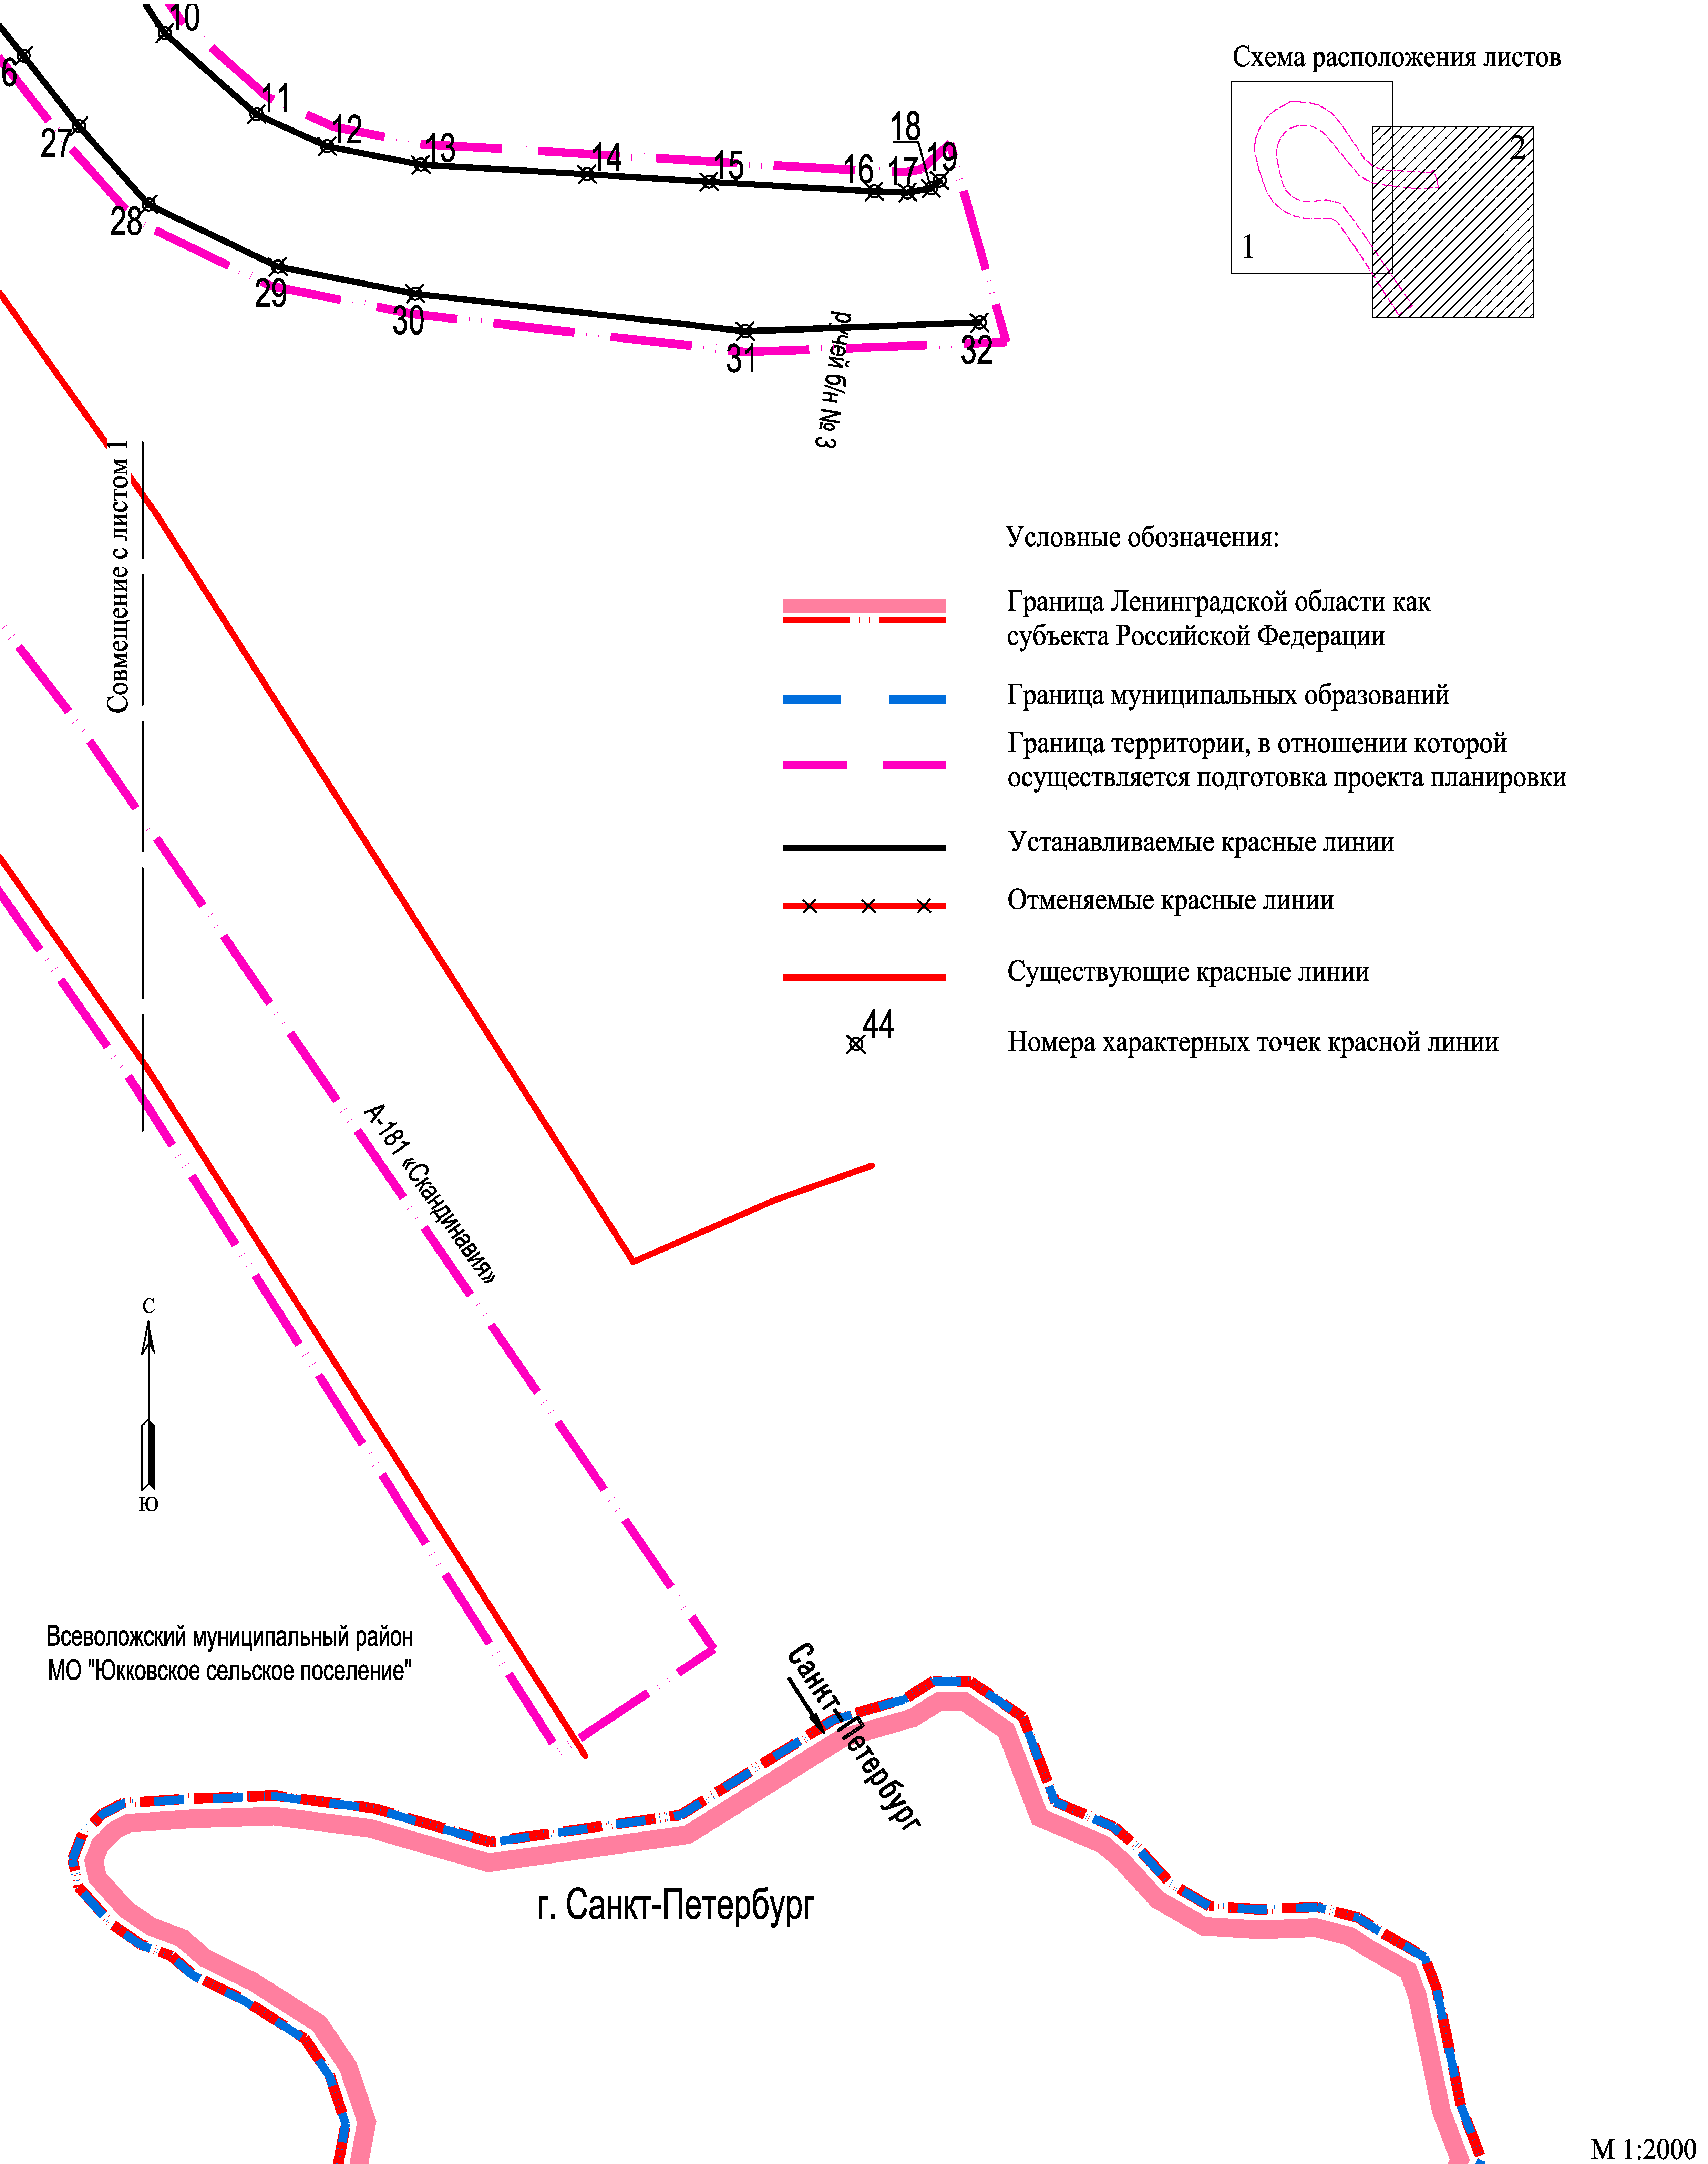 10
11
12
13
14
15
16
17
18
19
6
27
28
29
30
31
32
ручей б/н № 3
Схема расположения листов
1
2
Совмещение с листом 1
Условные обозначения:
Граница Ленинградской области как
субъекта Российской Федерации
Граница муниципальных образований
Граница территории, в отношении которой
осуществляется подготовка проекта планировки
Устанавливаемые красные линии
Отменяемые красные линии
Существующие красные линии
44
Номера характерных точек красной линии
А-181 «Скандинавия»
С
Ю
Всеволожский муниципальный район
МО "Юкковское сельское поселение"
Санкт-Петербург
г. Санкт-Петербург
М 1:2000